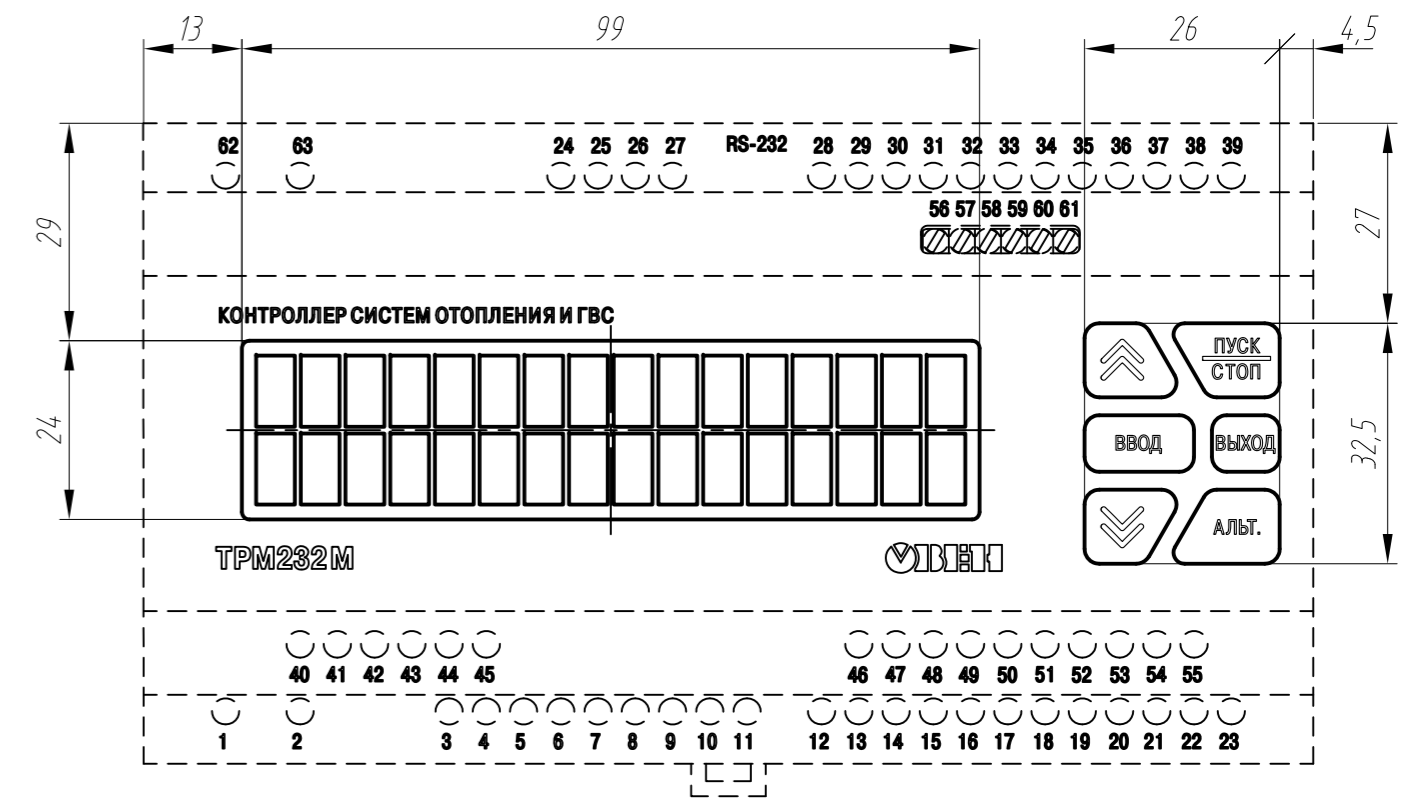 13 99 26 4,5
62 63 24 25 26 27 RS-232 28 29 30 31 32 33 34 35 36 37 38 39
56 57 58 59 60 61
29
27
КОНТРОЛЛЕР СИСТЕМ ОТОПЛЕНИЯ И ГВС
ПУСК
СТОП
24
ВВОД ВЫХОД
32,5
АЛЬТ.
ТРМ232М ОВЕН
40 41 42 43 44 45 46 47 48 49 50 51 52 53 54 55
1 2 3 4 5 6 7 8 9 10 11 12 13 14 15 16 17 18 19 20 21 22 23